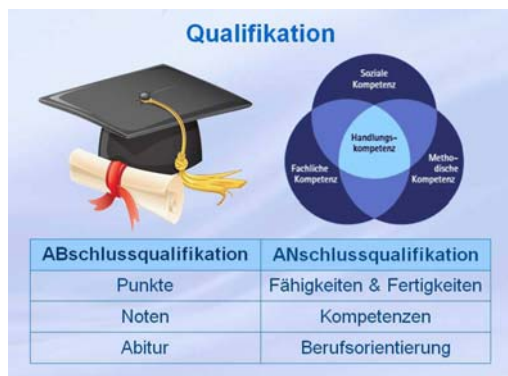 Qualifikation
Soziale
Kompetenz
Handlungs-
kompetenz
Fachliche
Kompetenz
Metho-
dische
Kompetenz
ABschlussqualifikation ANschlussqualifikation
Punkte Fähigkeiten & Fertigkeiten
Noten Kompetenzen
Abitur Berufsorientierung